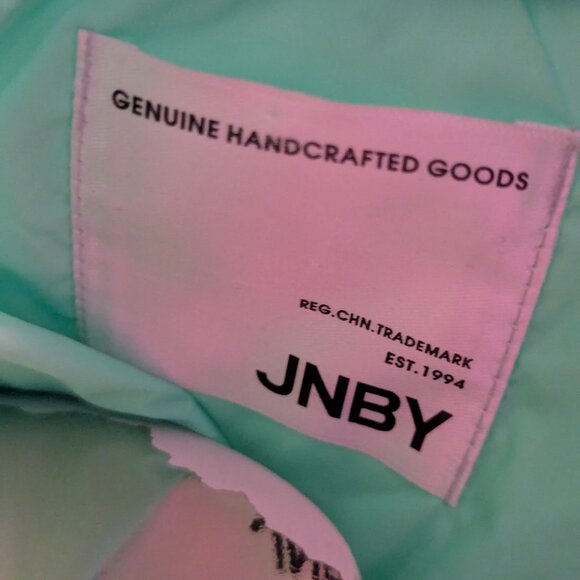 GENUINE HANDCRAFTED GOODS
REG.CHN.TRADEMARK
EST.1994
JNBY